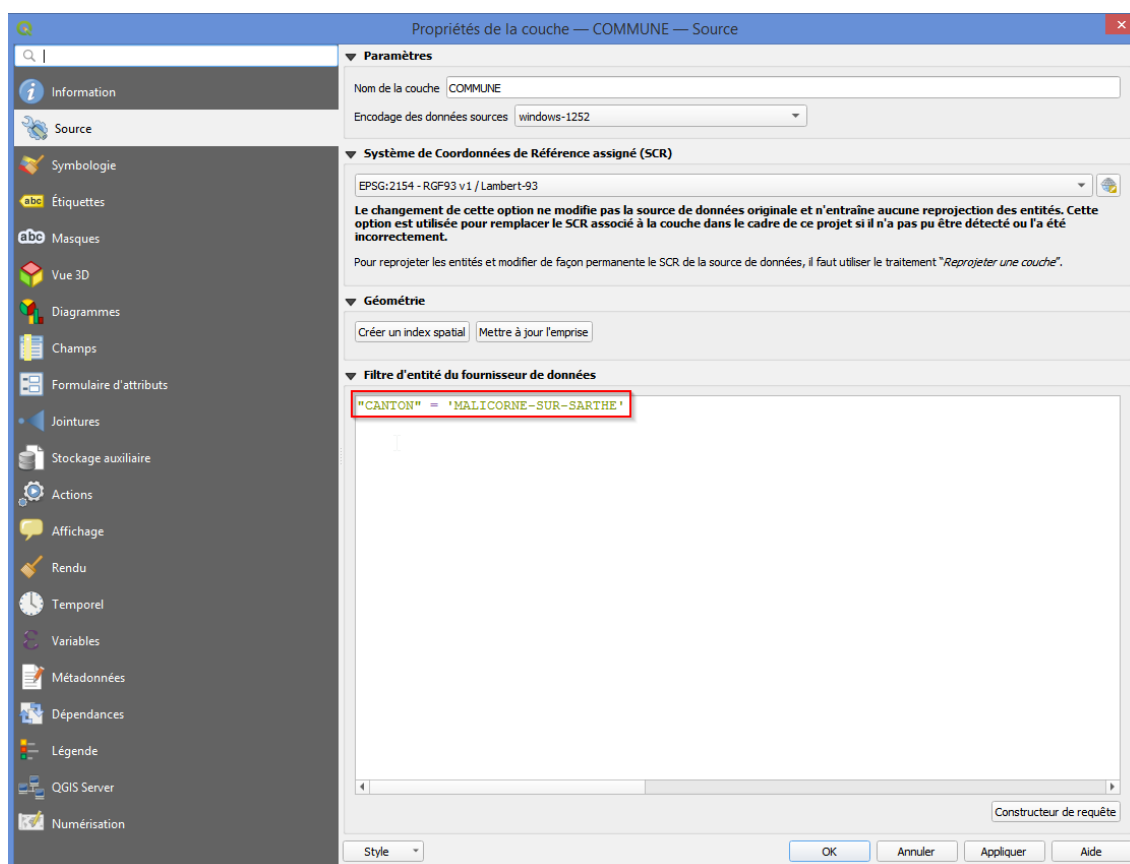 Propriétés de la couche — COMMUNE — Source
Information
Source
Symbologie
abc Étiquettes
abc Masques
Vue 3D
Diagrammes
Champs
Formulaire d'attributs
Jointures
Stockage auxiliaire
Actions
Affichage
Rendu
Temporel
Variables
Métadonnées
Dépendances
Légende
QGIS Server
Numérisation
Paramètres
Nom de la couche COMMUNE
Encodage des données sources windows-1252
Système de Coordonnées de Référence assigné (SCR)
EPSG:2154 - RGF93 v1 / Lambert-93
Le changement de cette option ne modifie pas la source de données originale et n'entraîne aucune reprojection des entités. Cette
option est utilisée pour remplacer le SCR associé à la couche dans le cadre de ce projet si il n'a pas pu être détecté ou l'a été
incorrectement.
Pour reprojeter les entités et modifier de façon permanente le SCR de la source de données, il faut utiliser le traitement "Reprojeter une couche".
Géométrie
Créer un index spatial Mettre à jour l'emprise
Filtre d'entité du fournisseur de données
"CANTON" = 'MALICORNE-SUR-SARTHE'
Constructeur de requête
Style OK Annuler Appliquer Aide